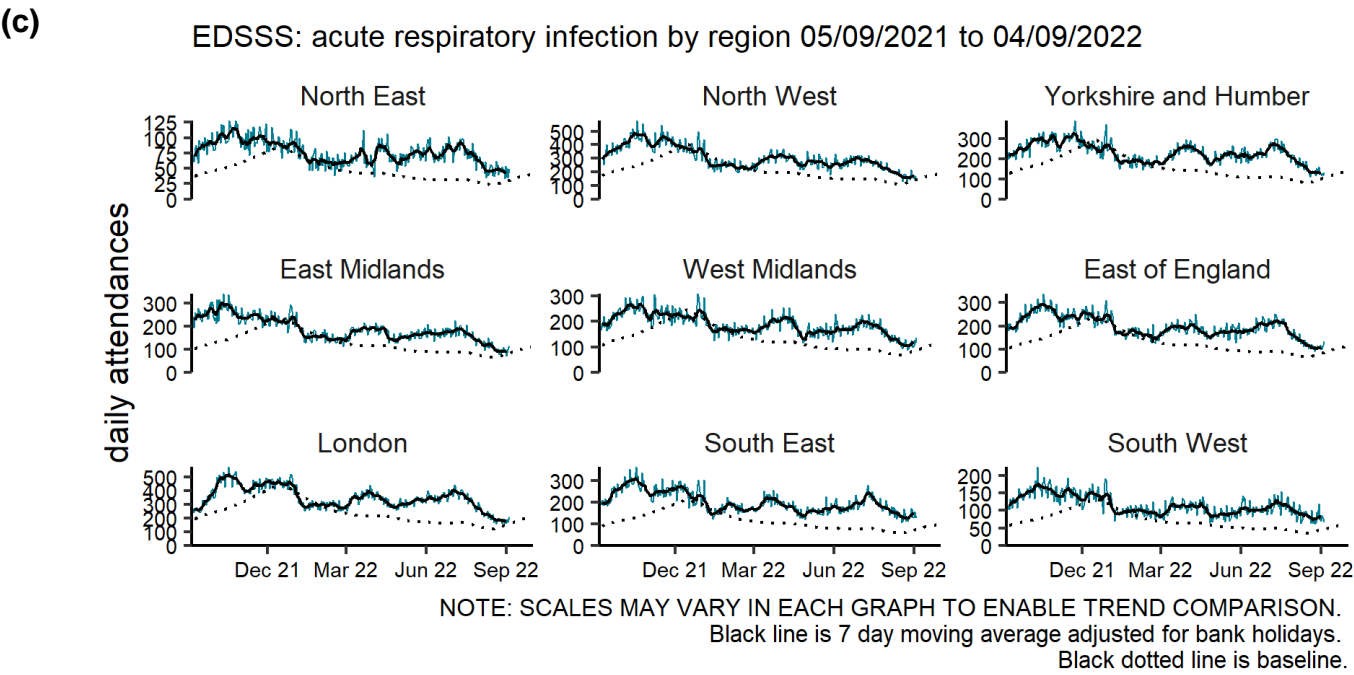 (c)
EDSSS: acute respiratory infection by region 05/09/2021 to 04/09/2022
North East
North West
Yorkshire and Humber
125
100
75
50
25
0
500
400
300
200
100
0
300
200
100
0
daily attendances
East Midlands
West Midlands
East of England
300
200
100
0
300
200
100
0
300
200
100
0
London
South East
South West
500
400
300
200
100
0
300
200
100
0
200
150
100
50
0
Dec 21 Mar 22 Jun 22 Sep 22
Dec 21 Mar 22 Jun 22 Sep 22
Dec 21 Mar 22 Jun 22 Sep 22
NOTE: SCALES MAY VARY IN EACH GRAPH TO ENABLE TREND COMPARISON.
Black line is 7 day moving average adjusted for bank holidays.
Black dotted line is baseline.